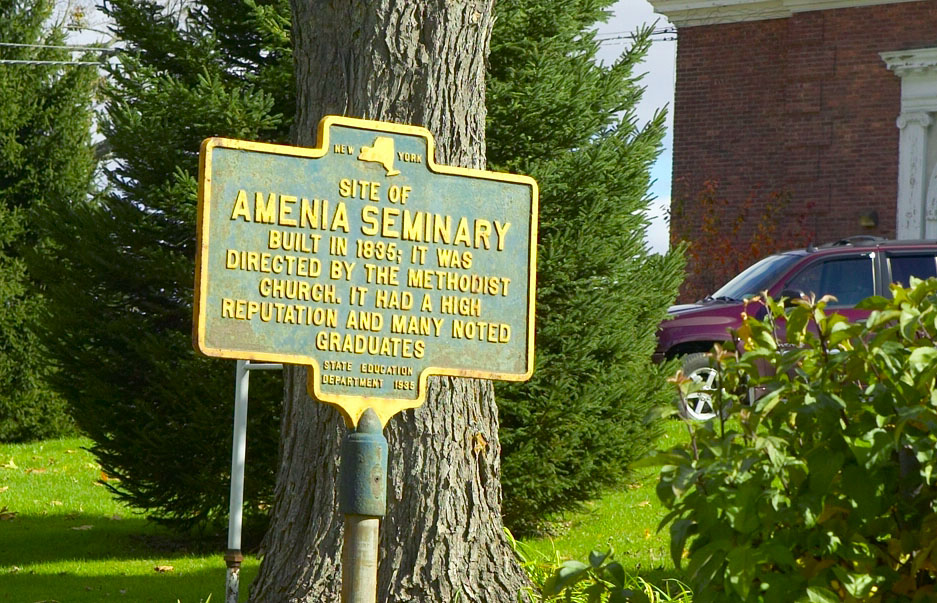 NEW YORK
SITE OF
AMENIA SEMINARY
BUILT IN 1835; IT WAS
DIRECTED BY THE METHODIST
CHURCH. IT HAD A HIGH
REPUTATION AND MANY NOTED
GRADUATES
STATE EDUCATION
DEPARTMENT 1935